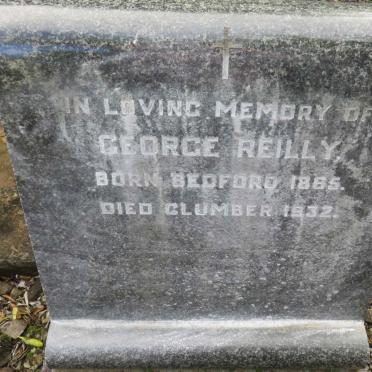 IN LOVING MEMORY OF
GEORGE REILLY.
BORN BEDFORD 1865.
DIED CLUMBER 1932.